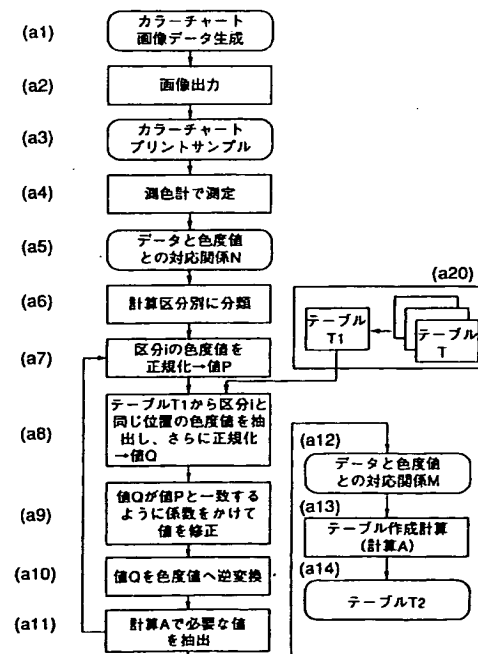 (a1)
カラーチャート
画像データ生成
(a2)
画像出力
(a3)
カラーチャート
プリントサンプル
(a4)
測色計で測定
(a5)
データと色度値
との対応関係N
(a6)
計算区分別に分類
(a7)
区分iの色度値を
正規化→値P
(a8)
テーブルT1から区分iと
同じ位置の色度値を抽
出し、さらに正規化
→値Q
(a9)
値Qが値Pと一致する
ように係数をかけて
値を修正
(a10)
値Qを色度値へ逆変換
(a11)
計算Aで必要な値
を抽出
(a20)
テーブル
T1
テーブル
T
(a12)
データと色度値
との対応関係M
(a13)
テーブル作成計算
(計算A)
(a14)
テーブルT2